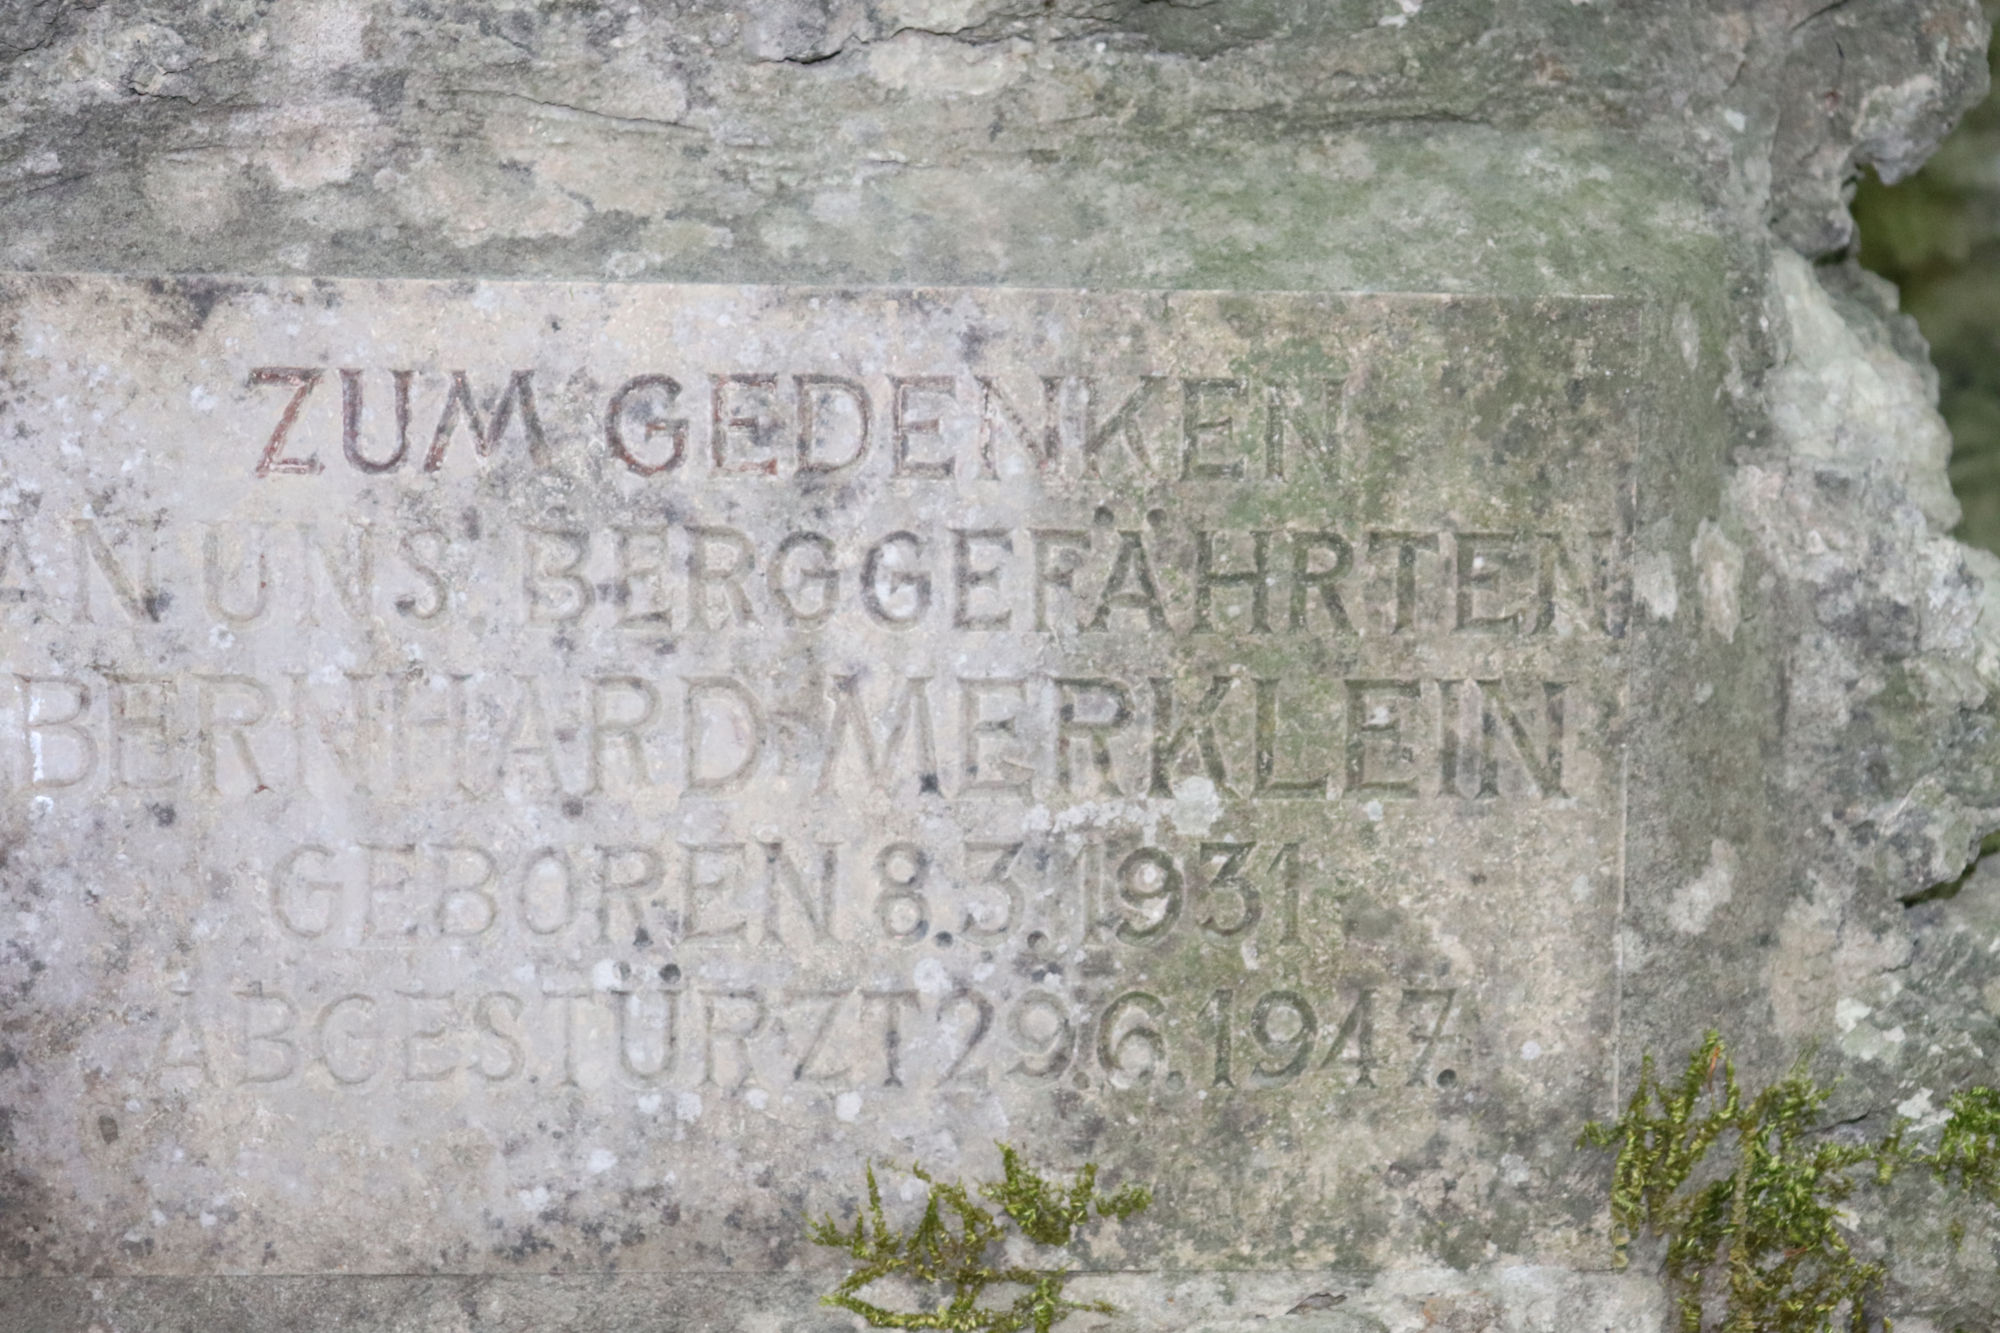 ZUM GEDENKEN
AN UNS. BERGGEFÄHRTEN
BERNHARD MERKLEIN
GEBOREN 8.3.1931
ABGESTÜRZT 29.6.1947.